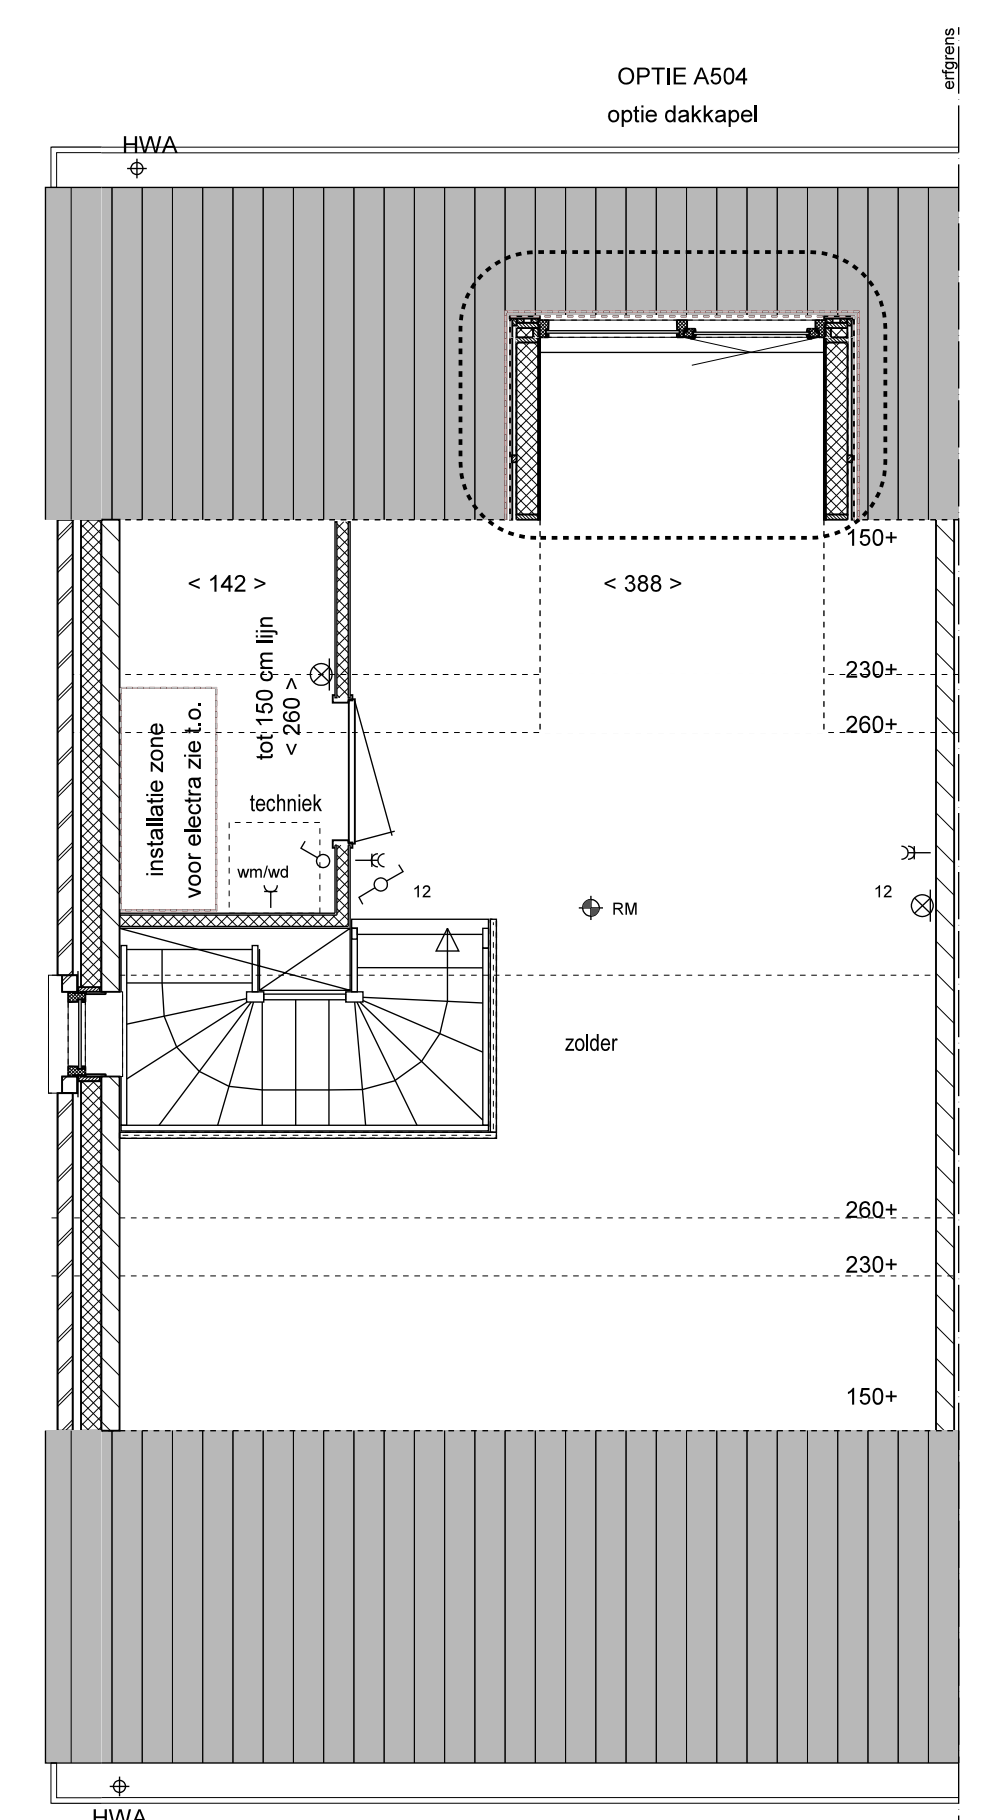 erfgrens
OPTIE A504
optie dakkapel
HWA
150+
< 142 >
< 388 >
tot 150 cm lijn
< 260 >
230+
260+
installatie zone
voor electra zie t.o.
techniek
wm/wd
12
12
RM
zolder
260+
230+
150+
HWA